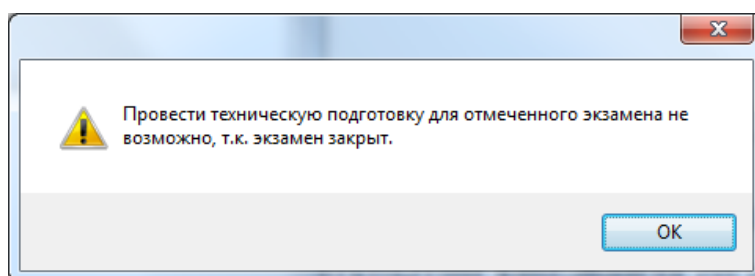 Провести техническую подготовку для отмеченного экзамена не
возможно, т.к. экзамен закрыт.
OK